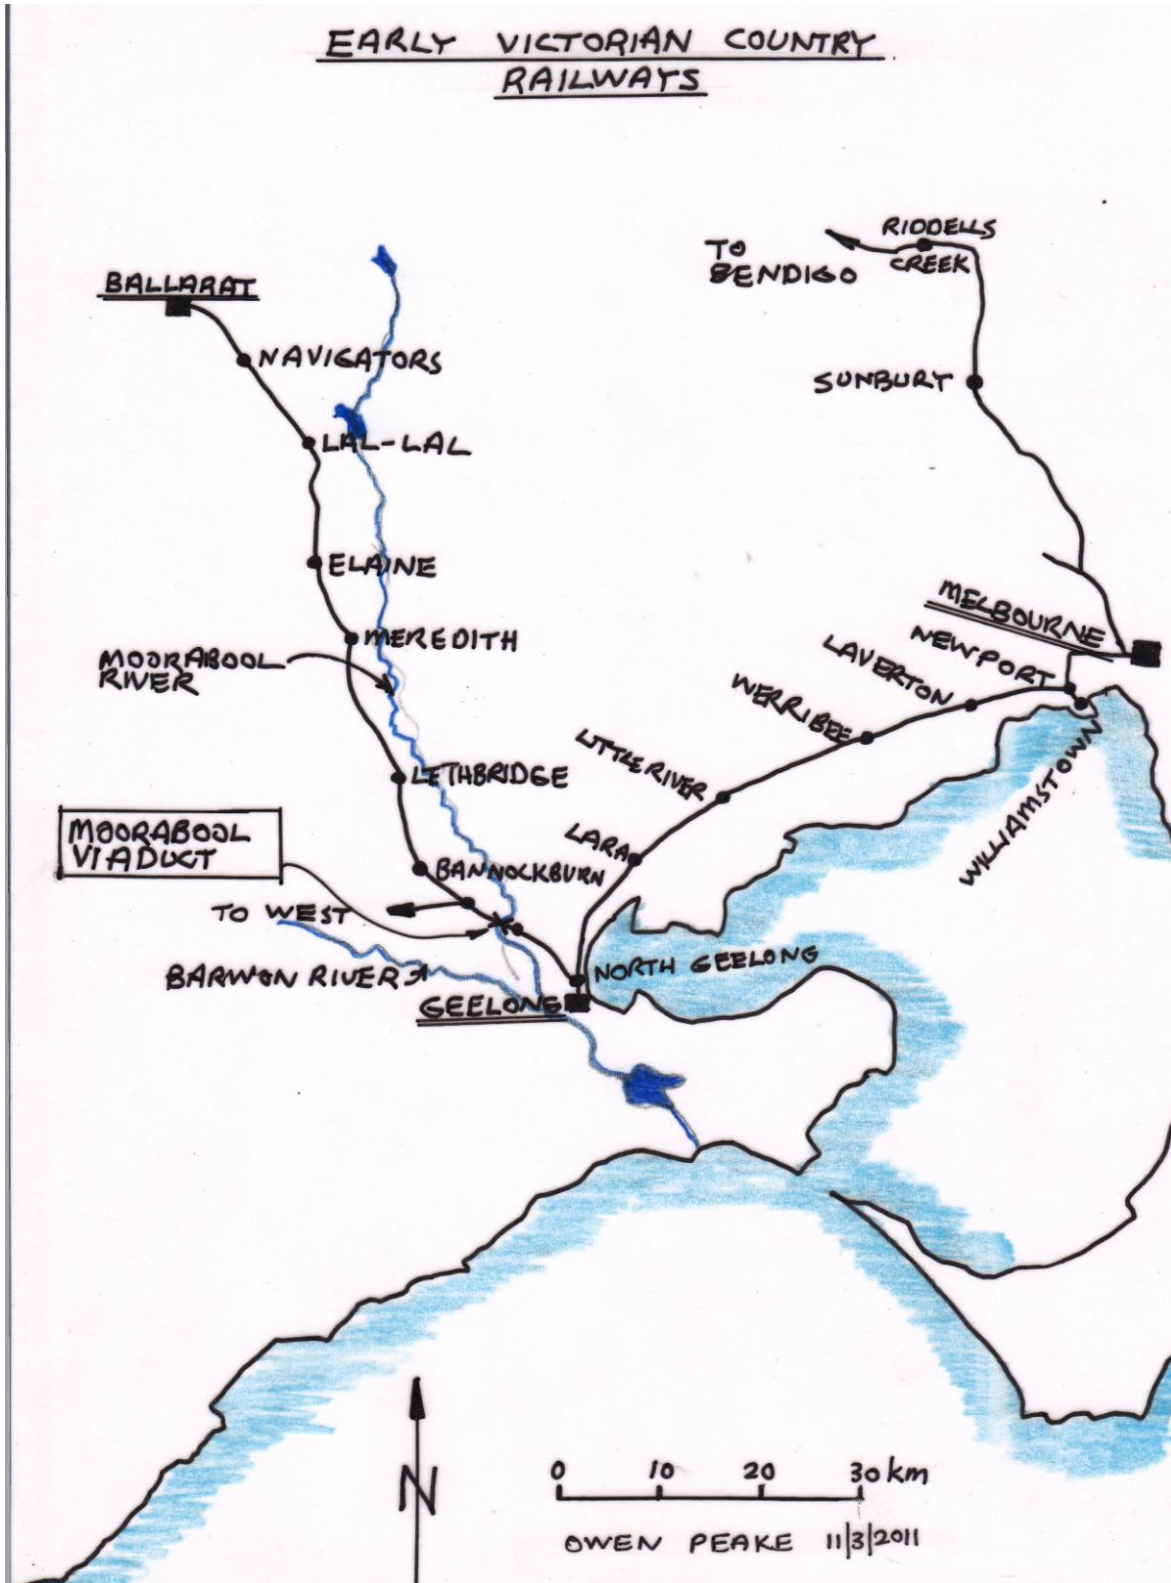 EARLY VICTORIAN COUNTRY
RAILWAYS
RIDDELLS
CREEK
TO
BENDIGO
BALLARAT
NAVIGATORS
SUNBURY
LAL-LAL
ELAINE
MELBOURNE
NEWPORT
MEREDITH
LAVERTON
MOORABOOL
RIVER
WERRIBEE
LITTLE RIVER
LETHBRIDGE
WILLIAMSTOWN
MOORABOOL
VIADUCT
LARA
BANNOCKBURN
TO WEST
BARWON RIVER
NORTH GEELONG
GEELONG
N
0 10 20 30 km
OWEN PEAKE 11/3/2011